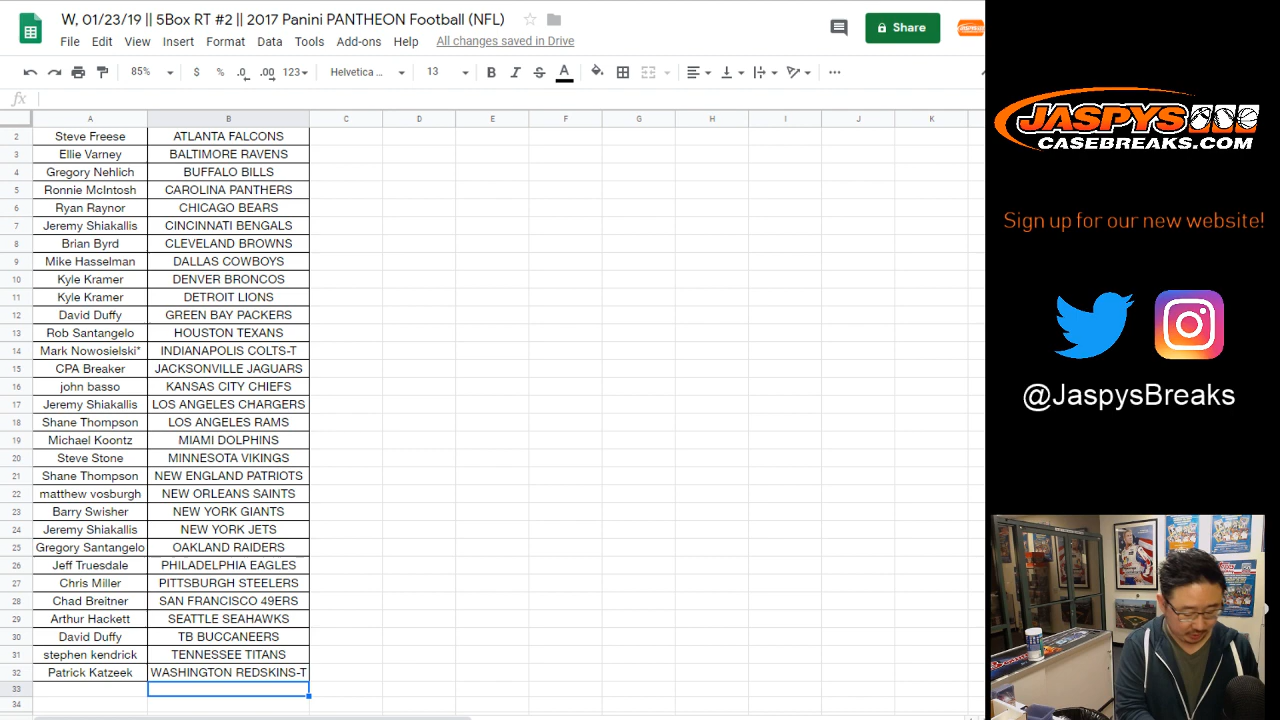 W, 01/23/19 || 5Box RT #2 || 2017 Panini PANTHEON Football (NFL)
File Edit View Insert Format Data Tools Add-ons Help All changes saved in Drive
Share
85% $ % .0 .00 123 Helvetica ... 13 B I S A
fx
A B C D E F G H I J K
2 Steve Freese ATLANTA FALCONS
3 Ellie Varney BALTIMORE RAVENS
4 Gregory Nehlich BUFFALO BILLS
5 Ronnie McIntosh CAROLINA PANTHERS
6 Ryan Raynor CHICAGO BEARS
7 Jeremy Shiakallis CINCINNATI BENGALS
8 Brian Byrd CLEVELAND BROWNS
9 Mike Hasselman DALLAS COWBOYS
10 Kyle Kramer DENVER BRONCOS
11 Kyle Kramer DETROIT LIONS
12 David Duffy GREEN BAY PACKERS
13 Rob Santangelo HOUSTON TEXANS
14 Mark Nowosielski* INDIANAPOLIS COLTS-T
15 CPA Breaker JACKSONVILLE JAGUARS
16 john basso KANSAS CITY CHIEFS
17 Jeremy Shiakallis LOS ANGELES CHARGERS
18 Shane Thompson LOS ANGELES RAMS
19 Michael Koontz MIAMI DOLPHINS
20 Steve Stone MINNESOTA VIKINGS
21 Shane Thompson NEW ENGLAND PATRIOTS
22 matthew vosburgh NEW ORLEANS SAINTS
23 Barry Swisher NEW YORK GIANTS
24 Jeremy Shiakallis NEW YORK JETS
25 Gregory Santangelo OAKLAND RAIDERS
26 Jeff Truesdale PHILADELPHIA EAGLES
27 Chris Miller PITTSBURGH STEELERS
28 Chad Breitner SAN FRANCISCO 49ERS
29 Arthur Hackett SEATTLE SEAHAWKS
30 David Duffy TB BUCCANEERS
31 stephen kendrick TENNESSEE TITANS
32 Patrick Katzeek WASHINGTON REDSKINS-T
33
34
JASPYS
CASEBREAKS.COM
Sign up for our new website!
@JaspysBreaks